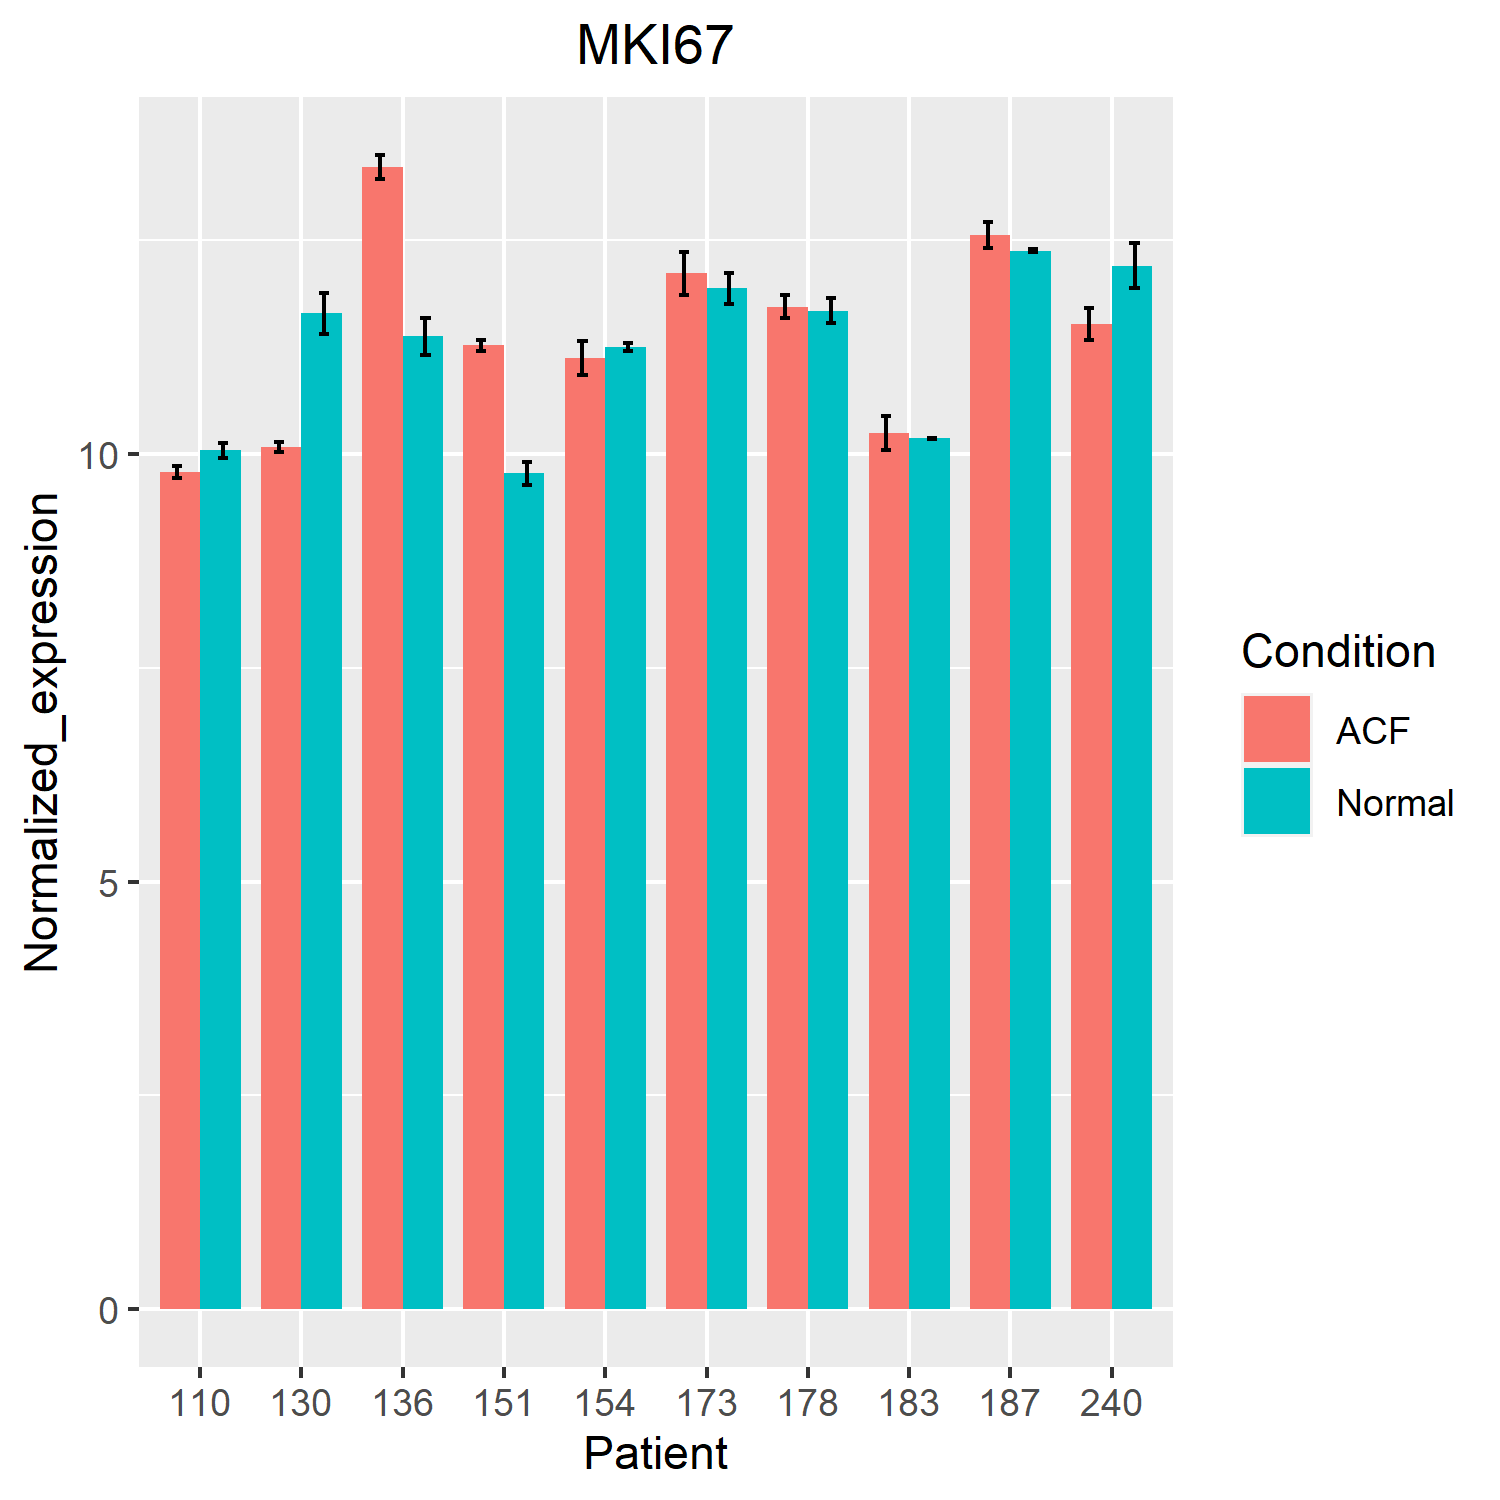 MKI67
Normalized_expression
10
5
0
110 130 136 151 154 173 178 183 187 240
Patient
Condition
ACF
Normal